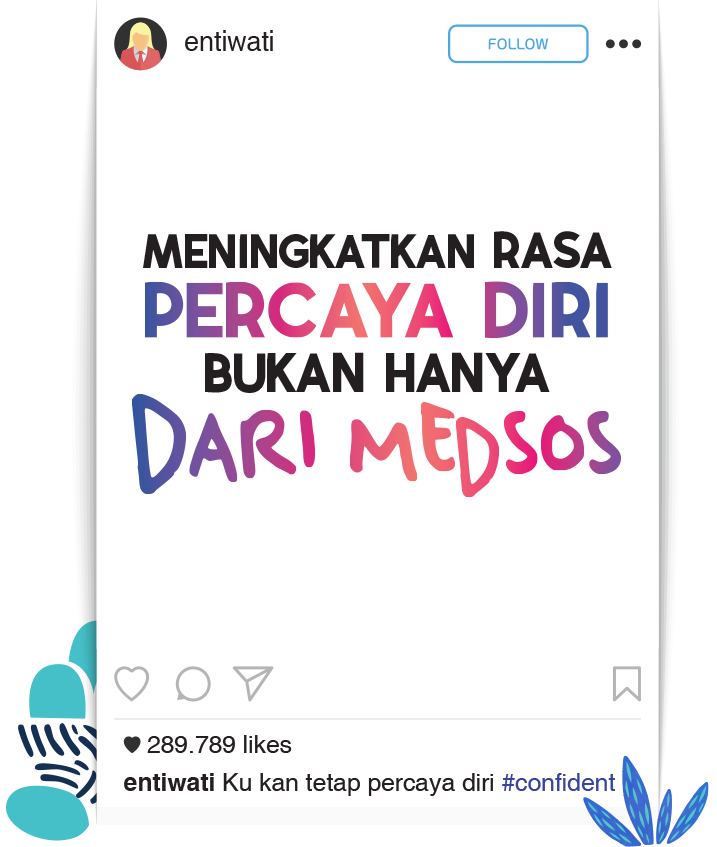 entiwati
FOLLOW
MENINGKATKAN RASA
PERCAYA DIRI
BUKAN HANYA
DARI MEDSOS
289.789 likes
entiwati Ku kan tetap percaya diri #confident